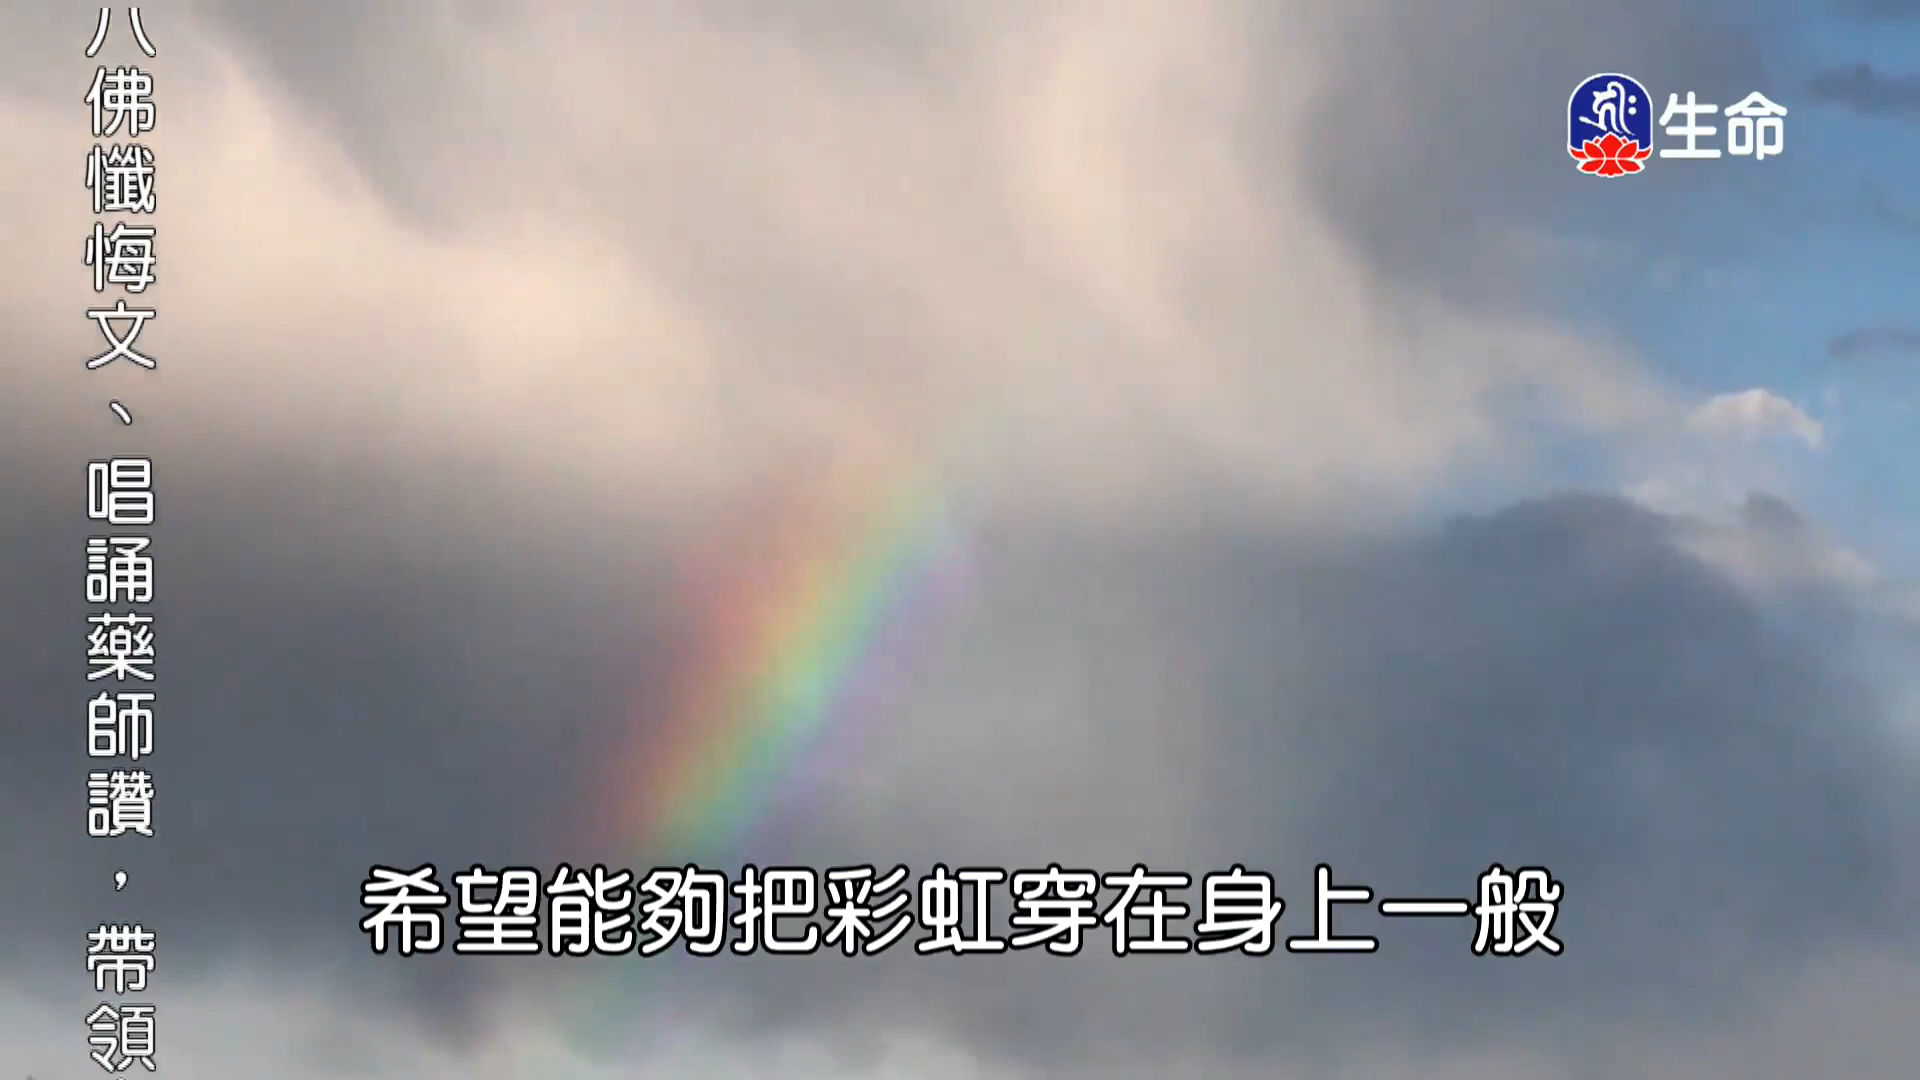 八佛懺悔文、唱誦藥師讚，帶領
生命
希望能夠把彩虹穿在身上一般